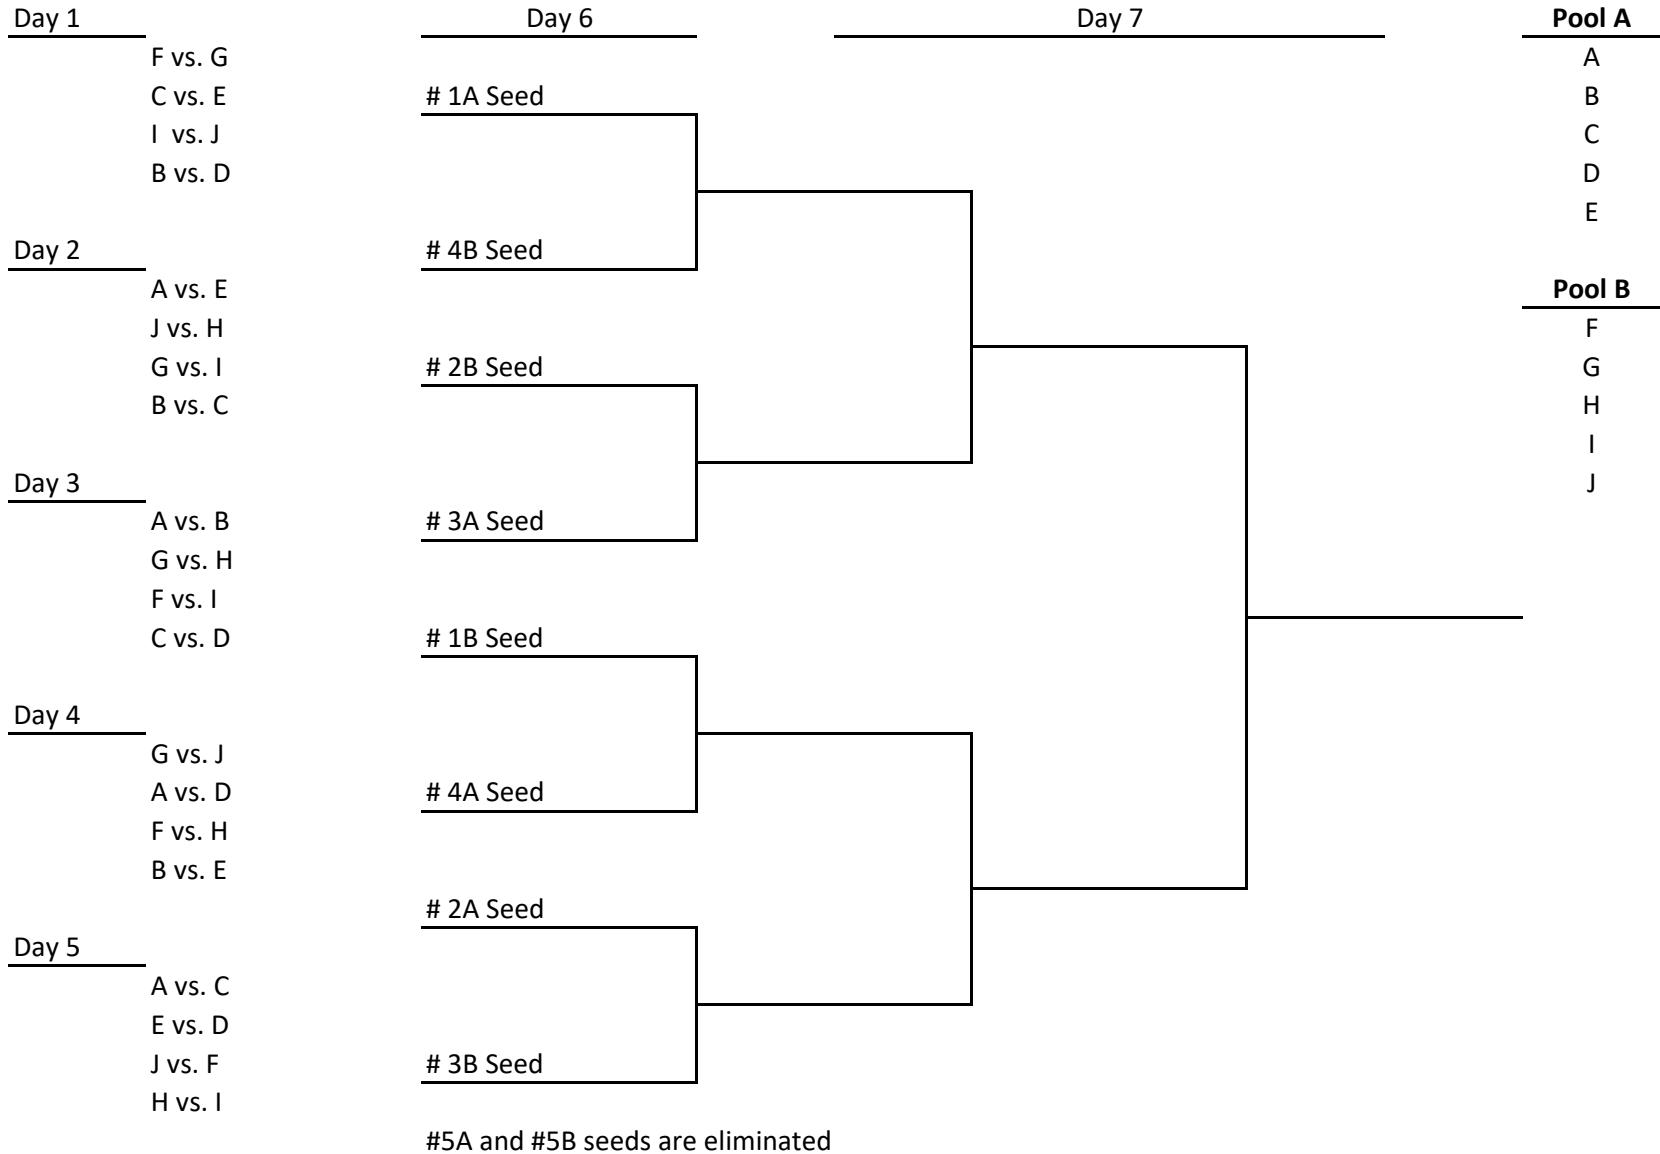 Day 1
F vs. G
C vs. E
I  vs. J
B vs. D
Day 2
A vs. E
J vs. H
G vs. I
B vs. C
Day 3
A vs. B
G vs. H
F vs. I
C vs. D
Day 4
G vs. J
A vs. D
F vs. H
B vs. E
Day 5
A vs. C
E vs. D
J vs. F
H vs. I
Day 6
# 1A Seed
# 4B Seed
# 2B Seed
# 3A Seed
# 1B Seed
# 4A Seed
# 2A Seed
# 3B Seed
#5A and #5B seeds are eliminated
Day 7
Pool A
A
B
C
D
E
Pool B
F
G
H
I
J